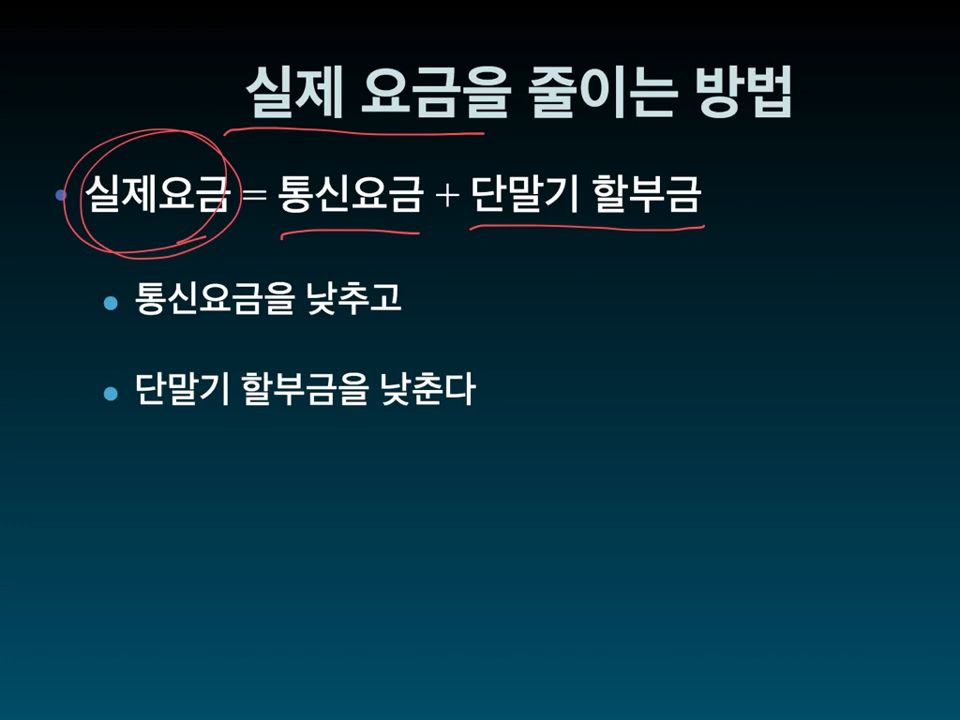 실제 요금을 줄이는 방법
실제요금 = 통신요금 + 단말기 할부금
통신요금을 낮추고
단말기 할부금을 낮춘다